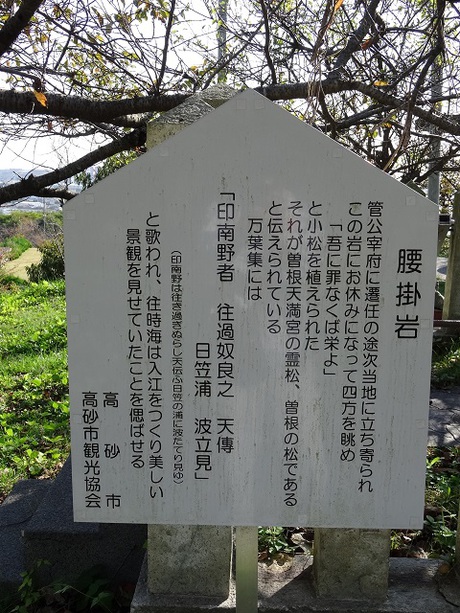 腰掛岩
管公宰府に遷任の途次当地に立ち寄られ
この岩にお休みになって四方を眺め
「吾に罪なくば栄よ」
と小松を植えられた
それが曽根天満宮の霊松、曽根の松である
と伝えられている
万葉集には
「印南野者 往過奴良之 天傳
日笠浦 波立見」
(印南野は往き過ぎぬらし天伝ふ日笠の浦に波たてり見ゆ)
と歌われ、往時海は入江をつくり美しい
景観を見せていたことを偲ばせる
高砂市
高砂市観光協会